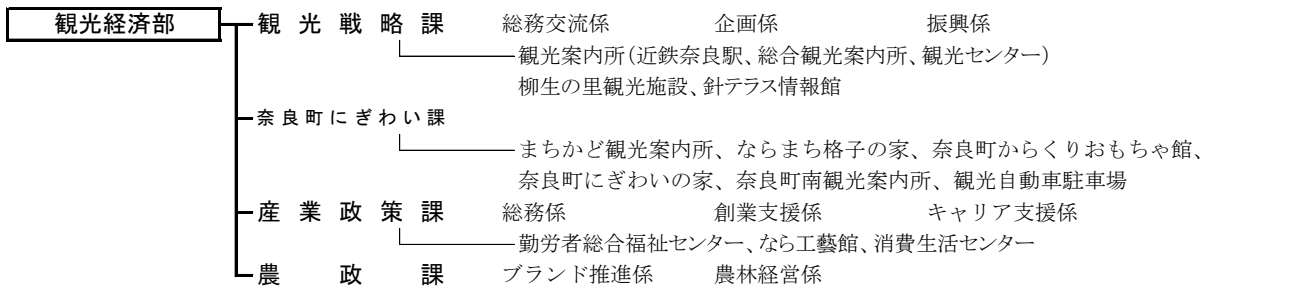 観光経済部 観光戦略課 総務交流係 企画係 振興係
観光案内所(近鉄奈良駅、総合観光案内所、観光センター)
柳生の里観光施設、針テラス情報館
奈良町にぎわい課
まちかど観光案内所、ならまち格子の家、奈良町からくりおもちゃ館、
奈良町にぎわいの家、奈良町南観光案内所、観光自動車駐車場
産業政策課 総務係 創業支援係 キャリア支援係
勤労者総合福祉センター、なら工藝館、消費生活センター
農政課 ブランド推進係 農林経営係